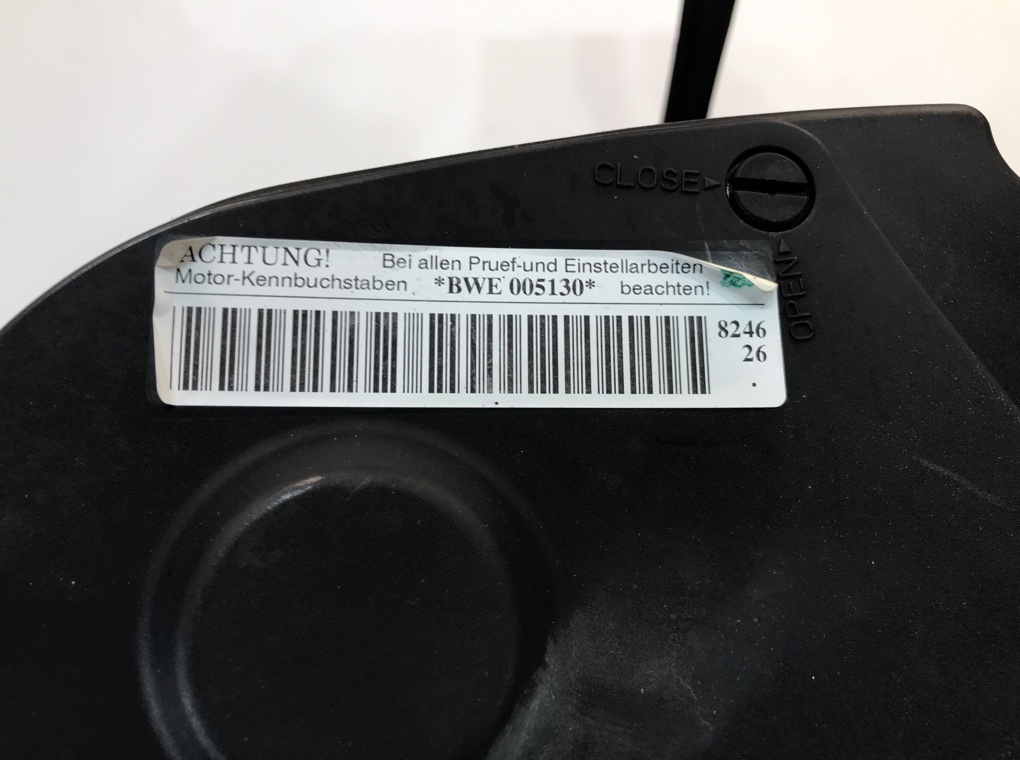 CLOSE
OPEN
ACHTUNG! Bei allen Pruef-und Einstellarbeiten
Motor-Kennbuchstaben *BWE 005130* beachten!
8246
26